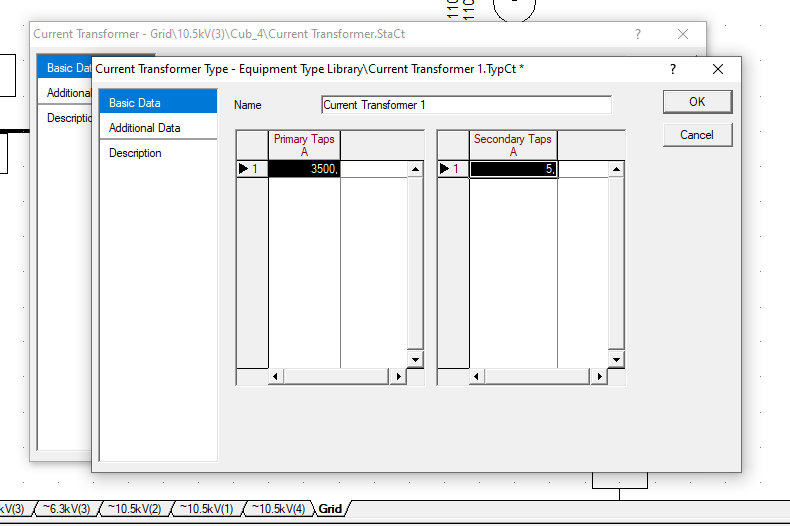 110
110
Current Transformer - Grid\10.5kV(3)\Cub_4\Current Transformer.StaCt ?
Basic Dat
Additional
Descriptio
Current Transformer Type - Equipment Type Library\Current Transformer 1.TypCt * ?
Basic Data
Additional Data
Description
Name Current Transformer 1
OK
Cancel
Primary Taps
A
1 3500,
Secondary Taps
A
1 5,
kV(3) ~6.3kV(3) ~10.5kV(2) ~10.5kV(1) ~10.5kV(4) Grid